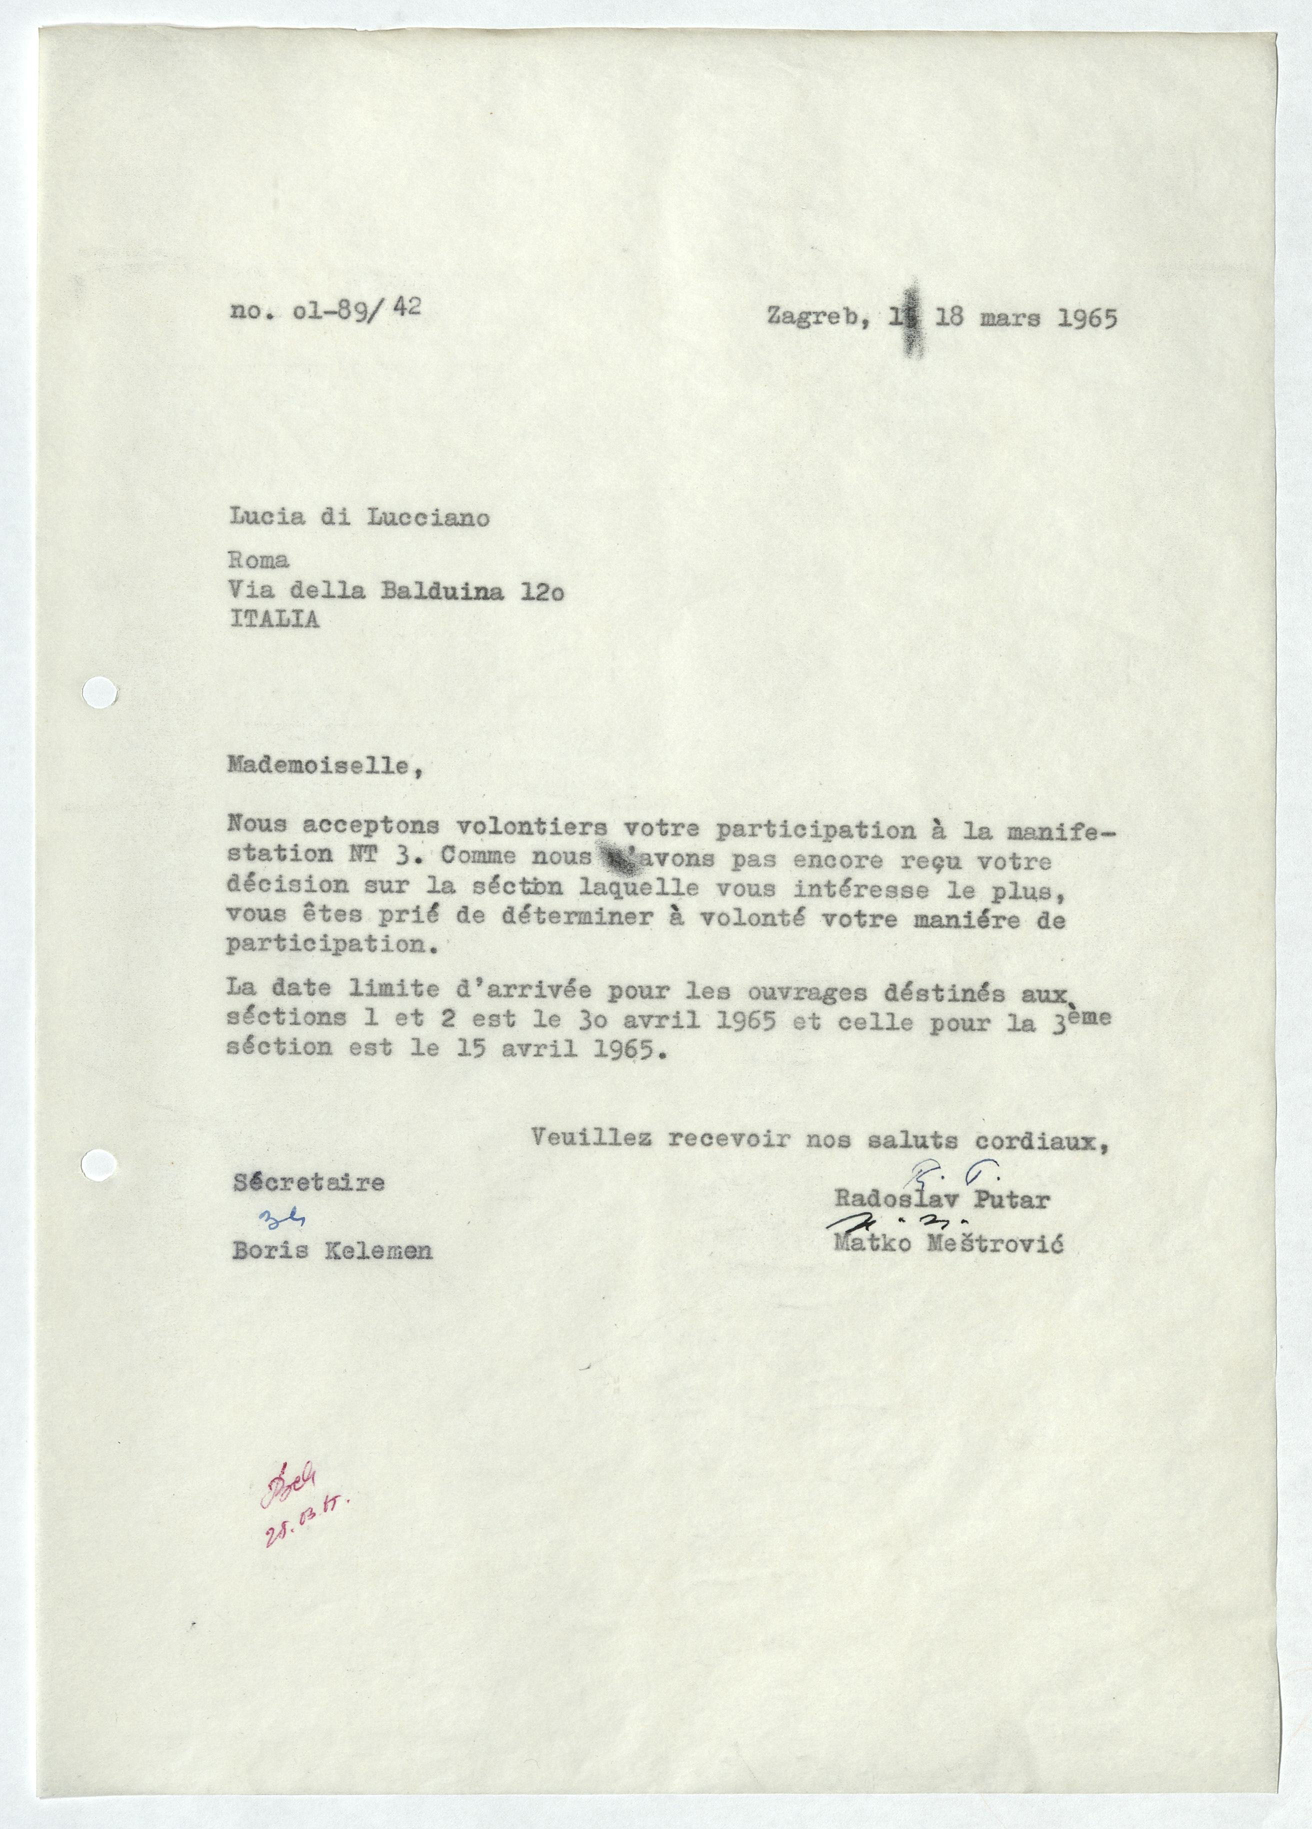 no. ol-89/ 42
Zagreb, 18 mars 1965
Lucia di Lucciano
Roma
Via della Balduina 12o
ITALIA
Mademoiselle,
Nous acceptons volontiers votre participation à la manife-
station NT 3. Comme nous n'avons pas encore reçu votre
décision sur la séction laquelle vous intéresse le plus,
vous êtes prié de déterminer à volonté votre maniére de
participation.
La date limite d'arrivée pour les ouvrages déstinés aux
séctions 1 et 2 est le 3o avril 1965 et celle pour la 3ème
séction est le 15 avril 1965.
Veuillez recevoir nos saluts cordiaux,
Sécretaire
Radoslav Putar
Boris Kelemen
Matko Meštrović